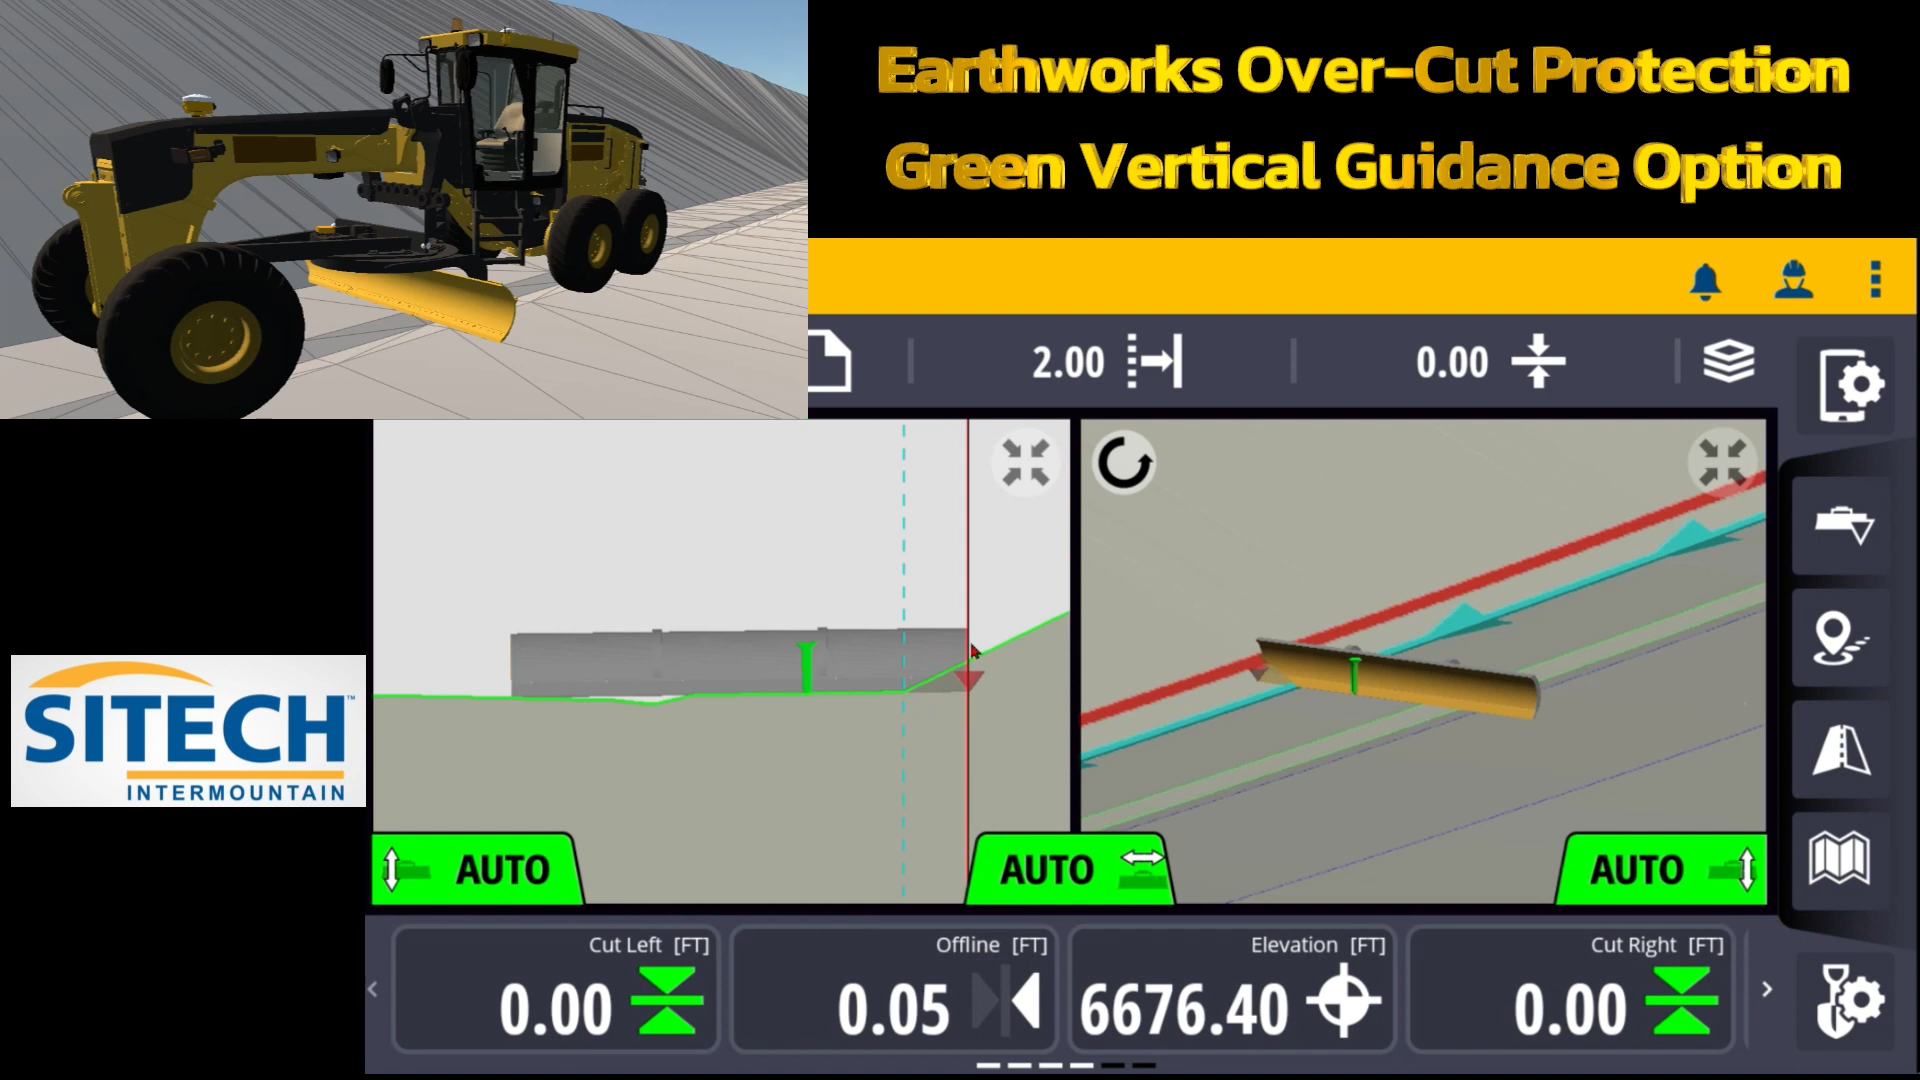 Earthworks Over-Cut Protection
Green Vertical Guidance Option
2.00
0.00
SITECH™
INTERMOUNTAIN
AUTO
AUTO
AUTO
Cut Left [FT]
0.00
Offline [FT]
0.05
Elevation [FT]
6676.40
Cut Right [FT]
0.00